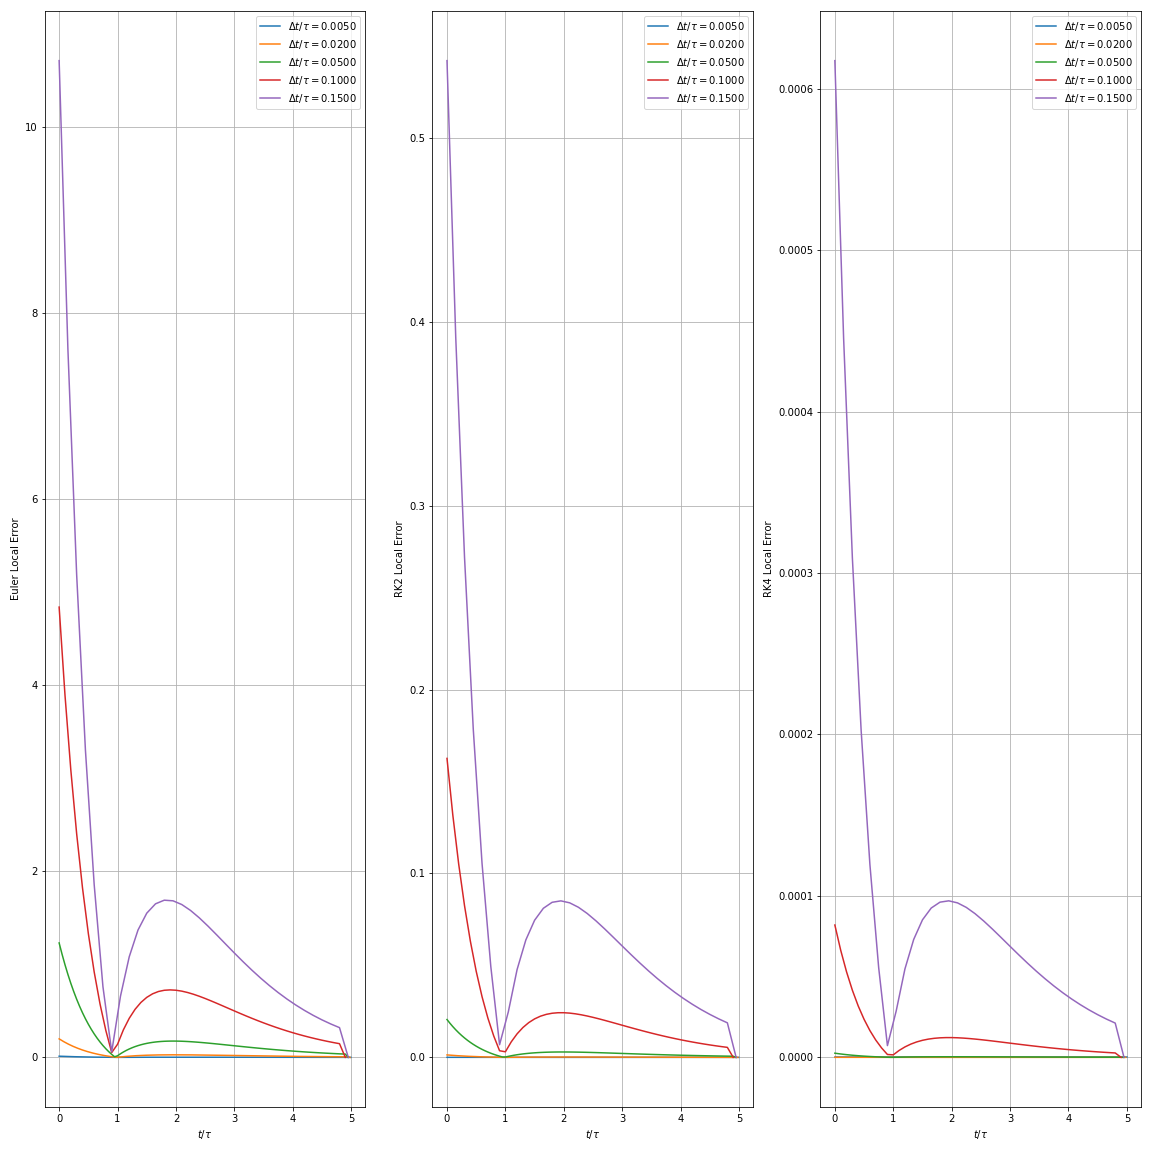 Euler Local Error
10
8
6
4
2
0
0 1 2 3 4 5
t/τ
Δt/τ = 0.0050
Δt/τ = 0.0200
Δt/τ = 0.0500
Δt/τ = 0.1000
Δt/τ = 0.1500
RK2 Local Error
0.5
0.4
0.3
0.2
0.1
0.0
0 1 2 3 4 5
t/τ
Δt/τ = 0.0050
Δt/τ = 0.0200
Δt/τ = 0.0500
Δt/τ = 0.1000
Δt/τ = 0.1500
RK4 Local Error
0.0006
0.0005
0.0004
0.0003
0.0002
0.0001
0.0000
0 1 2 3 4 5
t/τ
Δt/τ = 0.0050
Δt/τ = 0.0200
Δt/τ = 0.0500
Δt/τ = 0.1000
Δt/τ = 0.1500